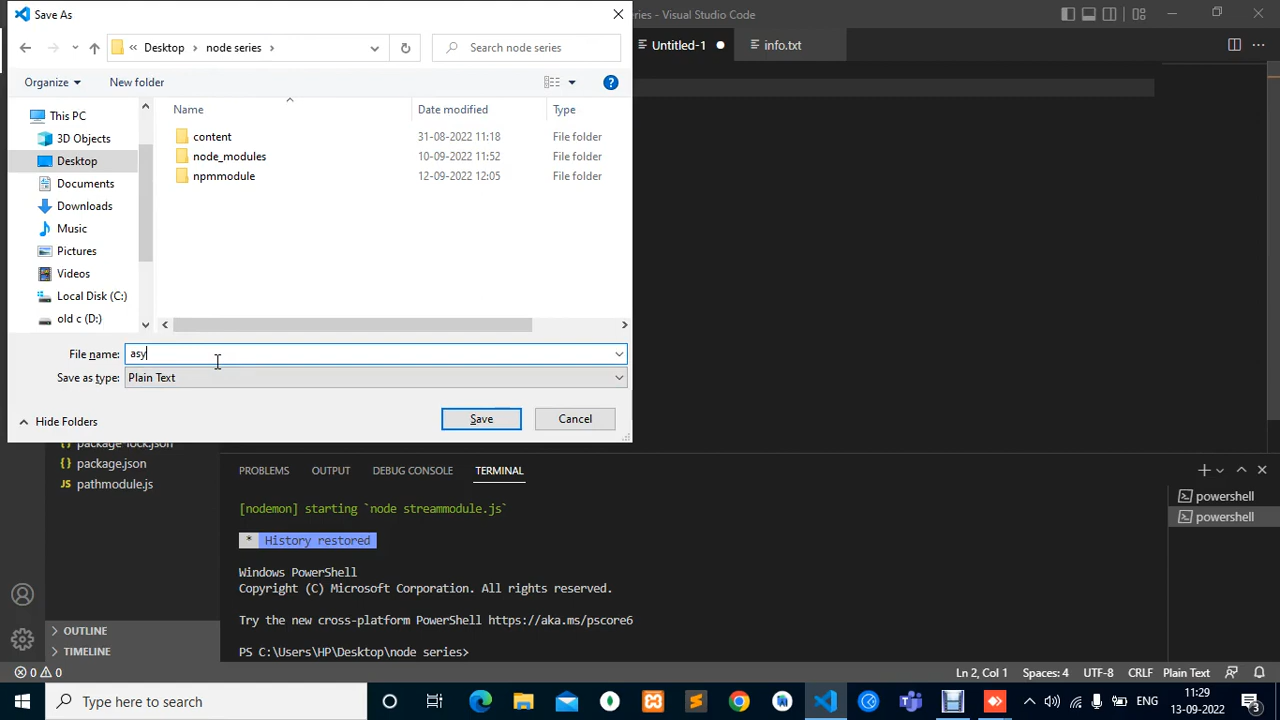 Save As
ries - Visual Studio Code
« Desktop > node series >
Search node series
Untitled-1
info.txt
Organize
New folder
Name
Date modified
Type
This PC
3D Objects
Desktop
Documents
Downloads
Music
Pictures
Videos
Local Disk (C:)
old c (D:)
content 31-08-2022 11:18 File folder
node_modules 10-09-2022 11:52 File folder
npmmodule 12-09-2022 12:05 File folder
File name: asy
Save as type: Plain Text
Hide Folders
Save
Cancel
package-lock.json
{} package.json
JS pathmodule.js
OUTLINE
TIMELINE
PROBLEMS OUTPUT DEBUG CONSOLE TERMINAL
[nodemon] starting `node streammodule.js`
* History restored
Windows PowerShell
Copyright (C) Microsoft Corporation. All rights reserved.
Try the new cross-platform PowerShell https://aka.ms/pscore6
PS C:\Users\HP\Desktop\node series>
powershell
powershell
0 0
Ln 2, Col 1 Spaces: 4 UTF-8 CRLF Plain Text
Type here to search
ENG
11:29
13-09-2022
3